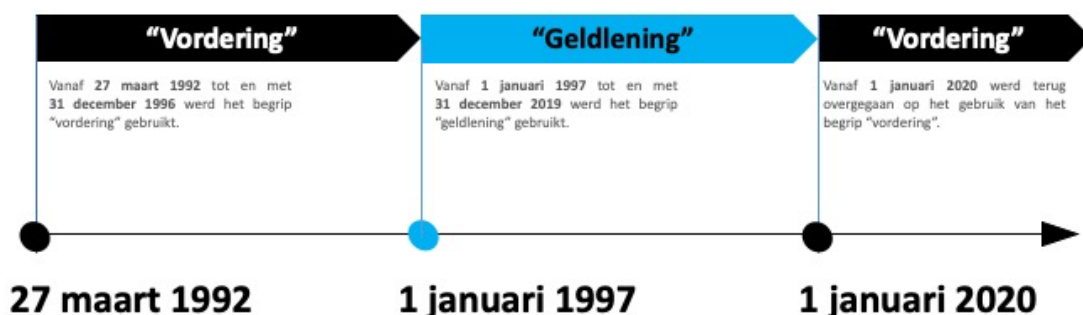 “Vordering”
“Geldlening”
“Vordering”
Vanaf 27 maart 1992 tot en met
31 december 1996 werd het begrip
“vordering” gebruikt.
Vanaf 1 januari 1997 tot en met
31 december 2019 werd het begrip
“geldlening” gebruikt.
Vanaf 1 januari 2020 werd terug
overgegaan op het gebruik van het
begrip “vordering”.
27 maart 1992
1 januari 1997
1 januari 2020